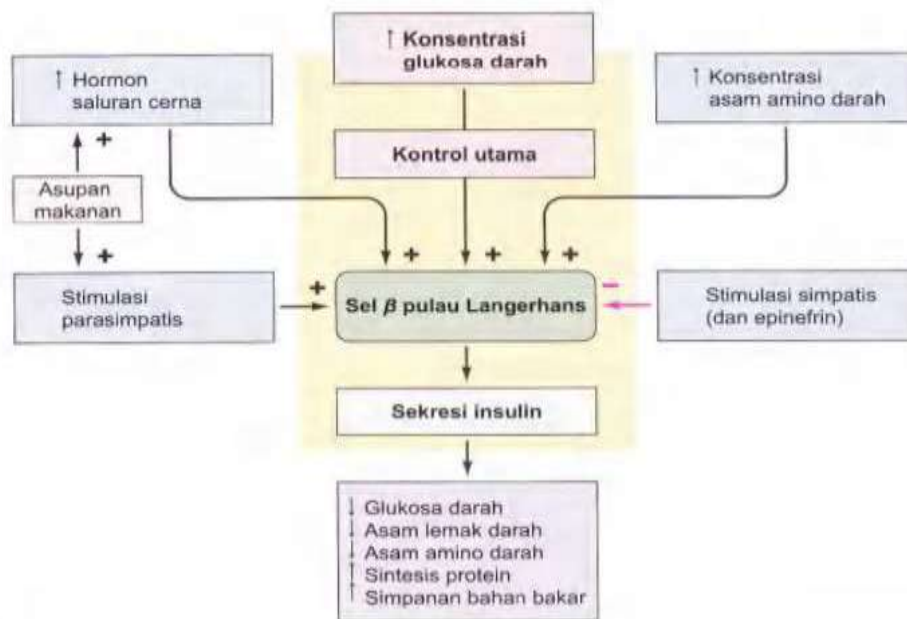 ↑ Konsentrasi
glukosa darah
↑ Hormon
saluran cerna
↑ Konsentrasi
asam amino darah
+
Kontrol utama
Asupan
makanan
+
+
+
+
Stimulasi
parasimpatis
+
Sel β pulau Langerhans
−
Stimulasi simpatis
(dan epinefrin)
Sekresi insulin
↓ Glukosa darah
↓ Asam lemak darah
↓ Asam amino darah
↑ Sintesis protein
↑ Simpanan bahan bakar